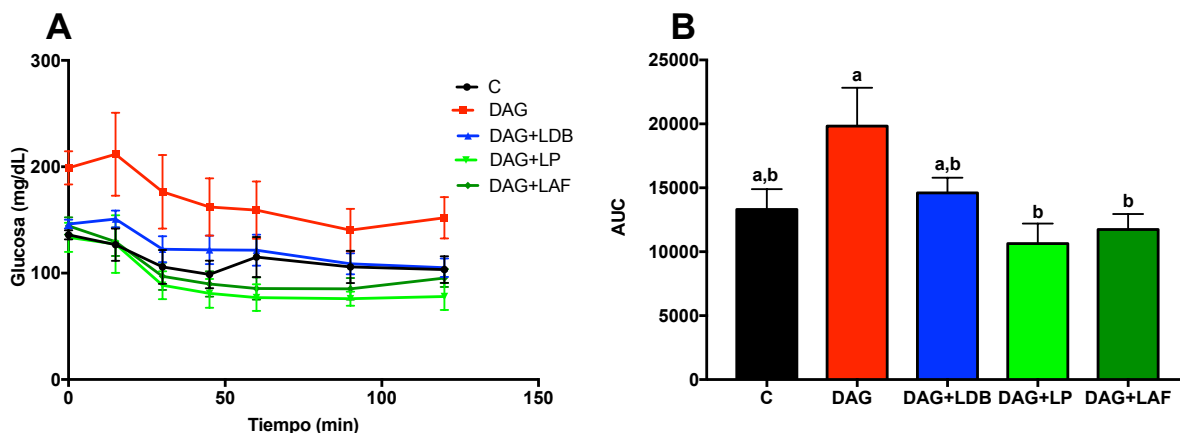 A
Glucosa (mg/dL)
300
200
100
0
0 50 100 150
Tiempo (min)
C
DAG
DAG+LDB
DAG+LP
DAG+LAF
B
AUC
25000
20000
15000
10000
5000
0
a,b
a
a,b
b
b
C DAG DAG+LDB DAG+LP DAG+LAF